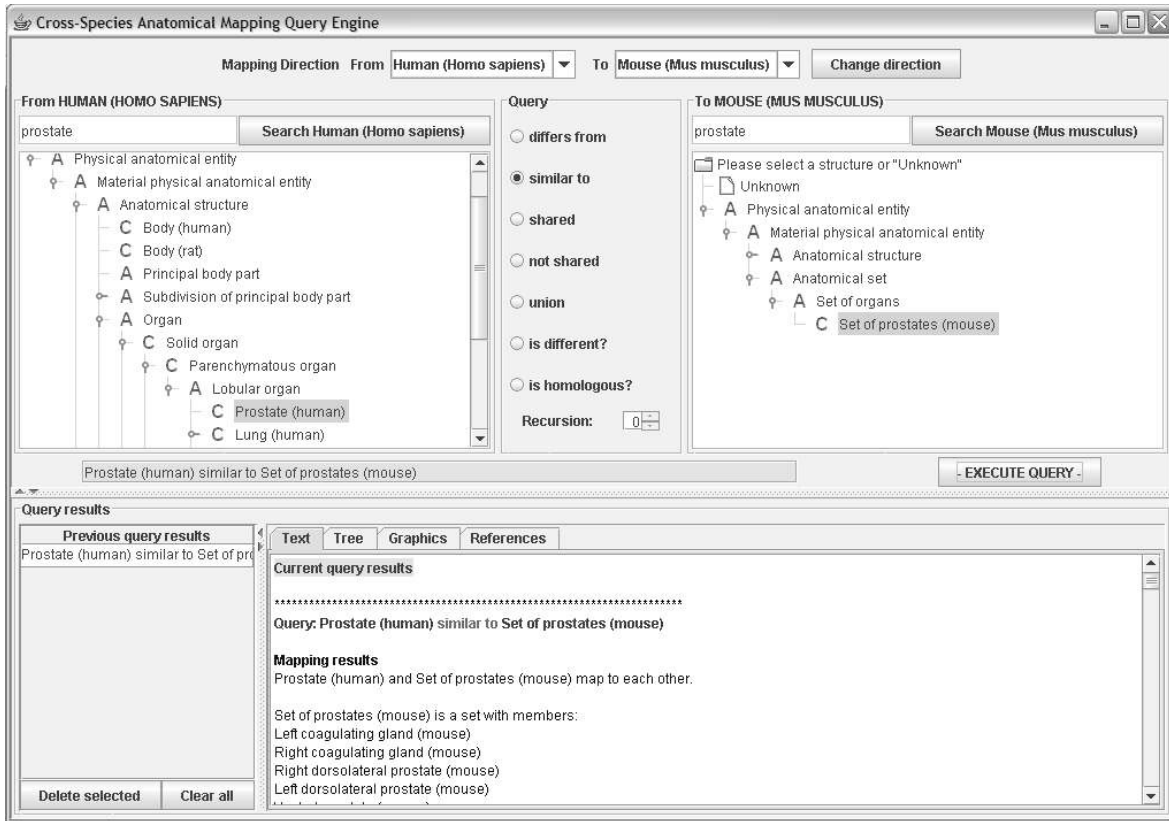 Cross-Species Anatomical Mapping Query Engine
Mapping Direction From Human (Homo sapiens) To Mouse (Mus musculus) Change direction
From HUMAN (HOMO SAPIENS)
prostate Search Human (Homo sapiens)
A Physical anatomical entity
A Material physical anatomical entity
A Anatomical structure
C Body (human)
C Body (rat)
A Principal body part
A Subdivision of principal body part
A Organ
C Solid organ
C Parenchymatous organ
A Lobular organ
C Prostate (human)
C Lung (human)
Query
differs from
similar to
shared
not shared
union
is different?
is homologous?
Recursion: 0
To MOUSE (MUS MUSCULUS)
prostate Search Mouse (Mus musculus)
Please select a structure or "Unknown"
Unknown
A Physical anatomical entity
A Material physical anatomical entity
A Anatomical structure
A Anatomical set
A Set of organs
C Set of prostates (mouse)
Prostate (human) similar to Set of prostates (mouse)
- EXECUTE QUERY -
Query results
Previous query results
Prostate (human) similar to Set of pro
Delete selected Clear all
Text Tree Graphics References
Current query results
***********************************************************************
Query: Prostate (human) similar to Set of prostates (mouse)
Mapping results
Prostate (human) and Set of prostates (mouse) map to each other.
Set of prostates (mouse) is a set with members:
Left coagulating gland (mouse)
Right coagulating gland (mouse)
Right dorsolateral prostate (mouse)
Left dorsolateral prostate (mouse)